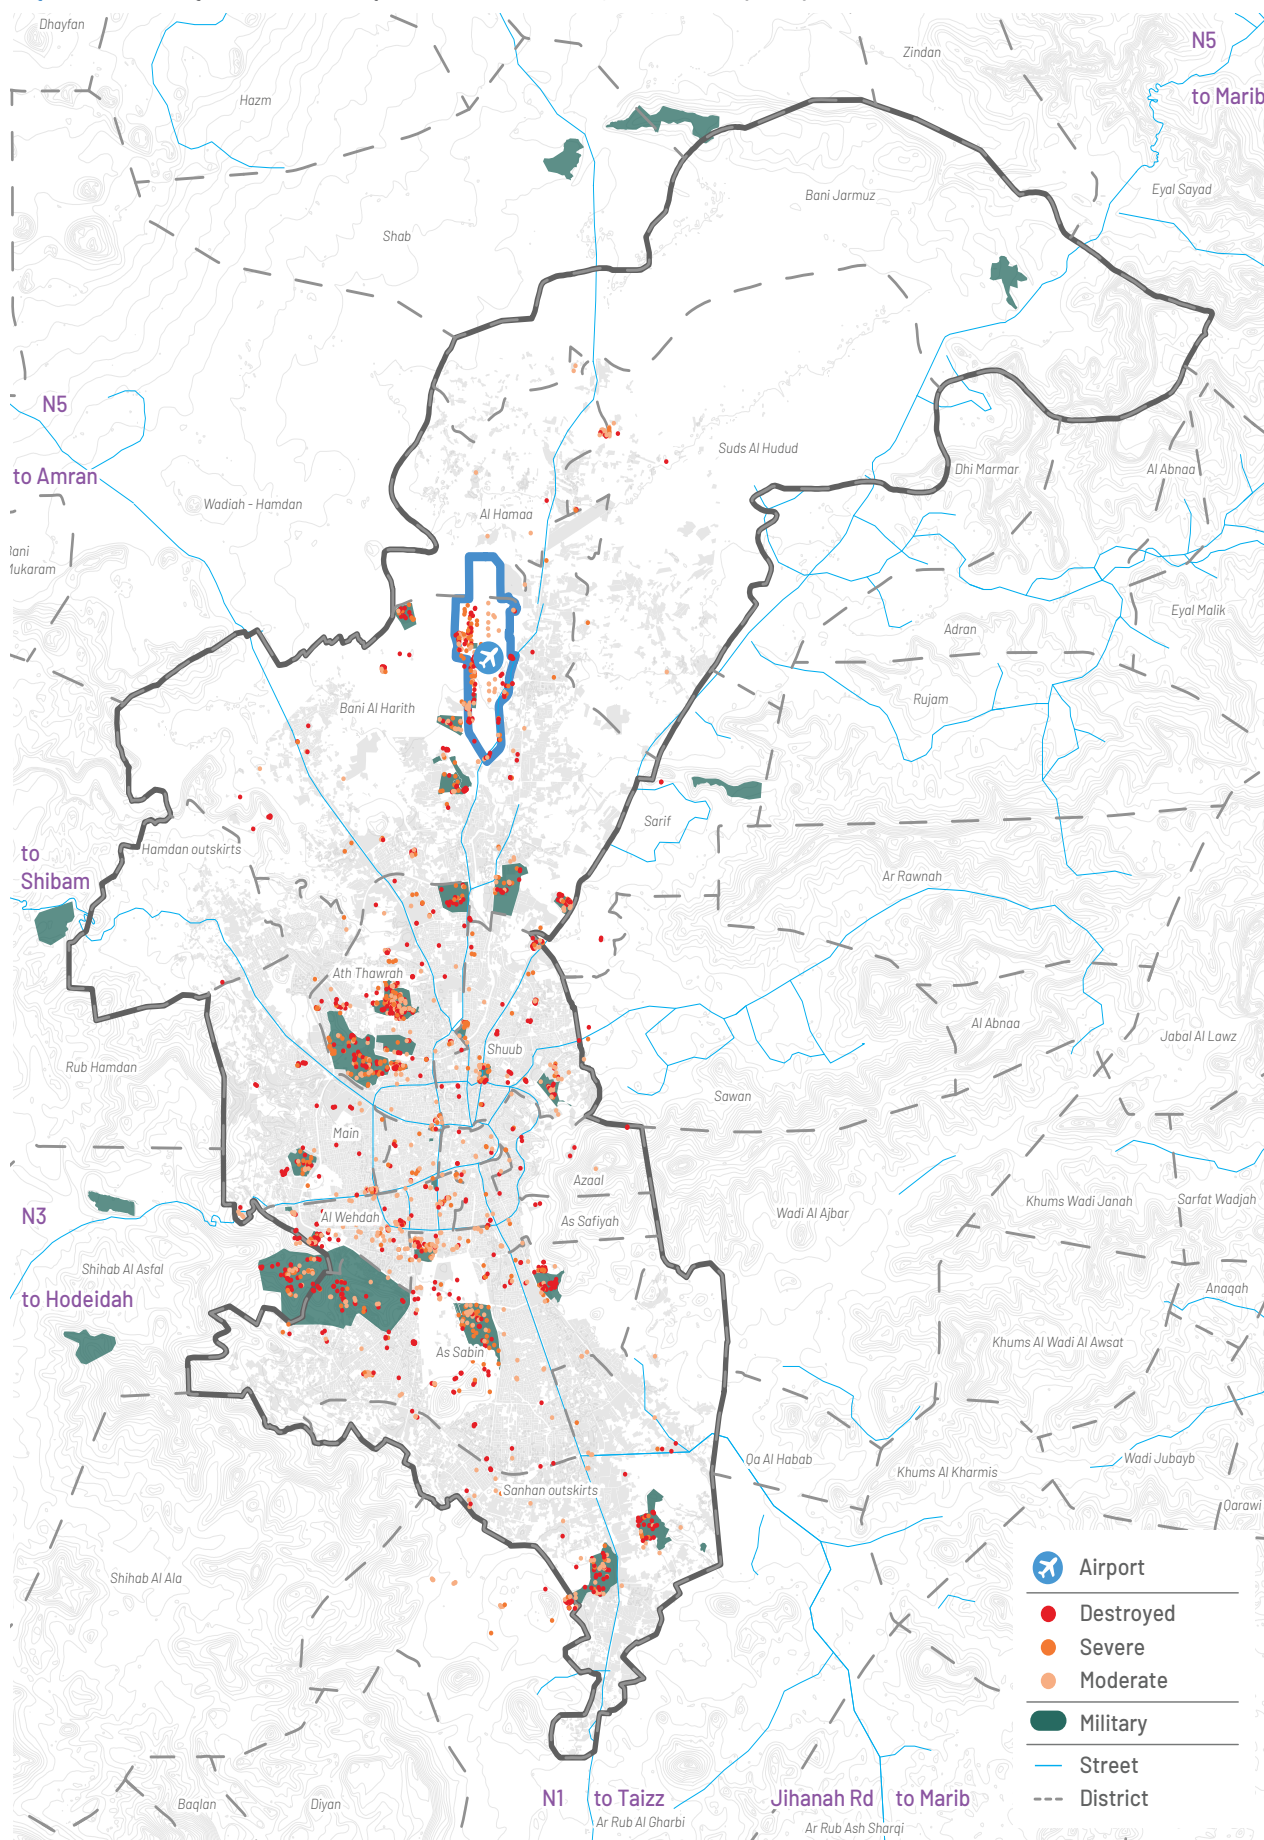 Dhayfan
Zindan
N5
to Marib
Hazm
Eyal Sayad
Bani Jarmuz
Shab
N5
to Amran
Suds Al Hudud
Dhi Marmar
Al Abnaa
Wadiah - Hamdan
Al Hamaa
Eyal Malik
Adran
Rujam
Bani Al Harith
Sarif
Hamdan outskirts
to
Shibam
Ar Rawnah
Ath Thawrah
Al Abnaa
Jabal Al Lawz
Shuub
Rub Hamdan
Sawan
Main
Azaal
Khums Wadi Janah
Sarfat Wadjah
N3
Al Wehdah
As Safiyah
Wadi Al Ajbar
Shihab Al Asfal
to Hodeidah
Anaqah
Khums Al Wadi Al Awsat
As Sabin
Qa Al Habab
Wadi Jubayb
Khums Al Kharmis
Sanhan outskirts
Qarawi
Shihab Al Ala
Airport
Destroyed
Severe
Moderate
Military
Street
District
N1 to Taizz
Jihanah Rd to Marib
Baqlan
Diyan
Ar Rub Al Gharbi
Ar Rub Ash Sharqi